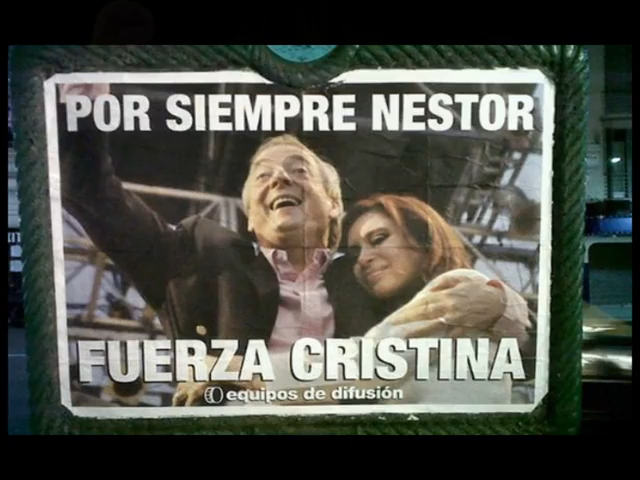 POR SIEMPRE NESTOR
FUERZA CRISTINA
equipos de difusión